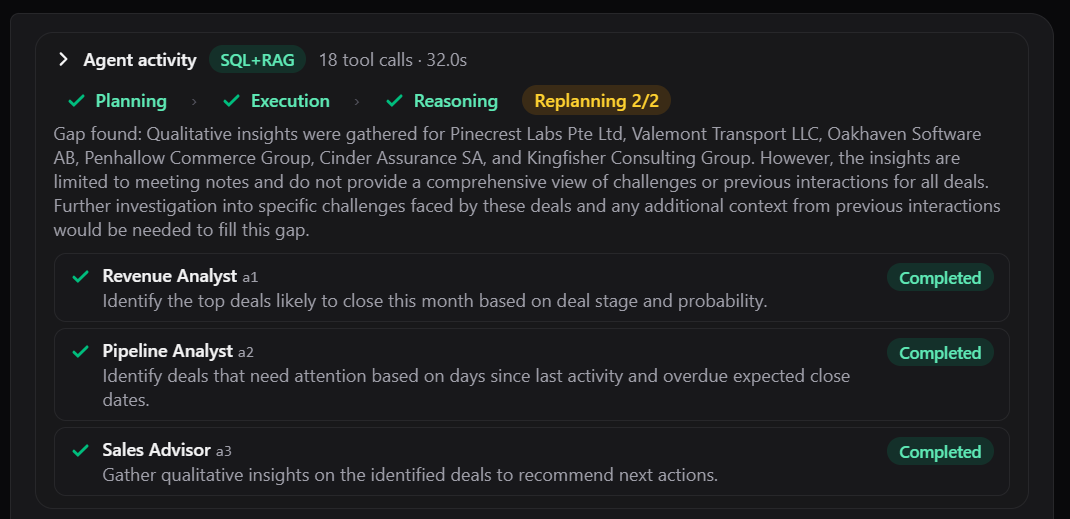 Agent activity SQL+RAG 18 tool calls · 32.0s
Planning › Execution › Reasoning Replanning 2/2
Gap found: Qualitative insights were gathered for Pinecrest Labs Pte Ltd, Valemont Transport LLC, Oakhaven Software
AB, Penhallow Commerce Group, Cinder Assurance SA, and Kingfisher Consulting Group. However, the insights are
limited to meeting notes and do not provide a comprehensive view of challenges or previous interactions for all deals.
Further investigation into specific challenges faced by these deals and any additional context from previous interactions
would be needed to fill this gap.
Revenue Analyst a1 Completed
Identify the top deals likely to close this month based on deal stage and probability.
Pipeline Analyst a2 Completed
Identify deals that need attention based on days since last activity and overdue expected close
dates.
Sales Advisor a3 Completed
Gather qualitative insights on the identified deals to recommend next actions.